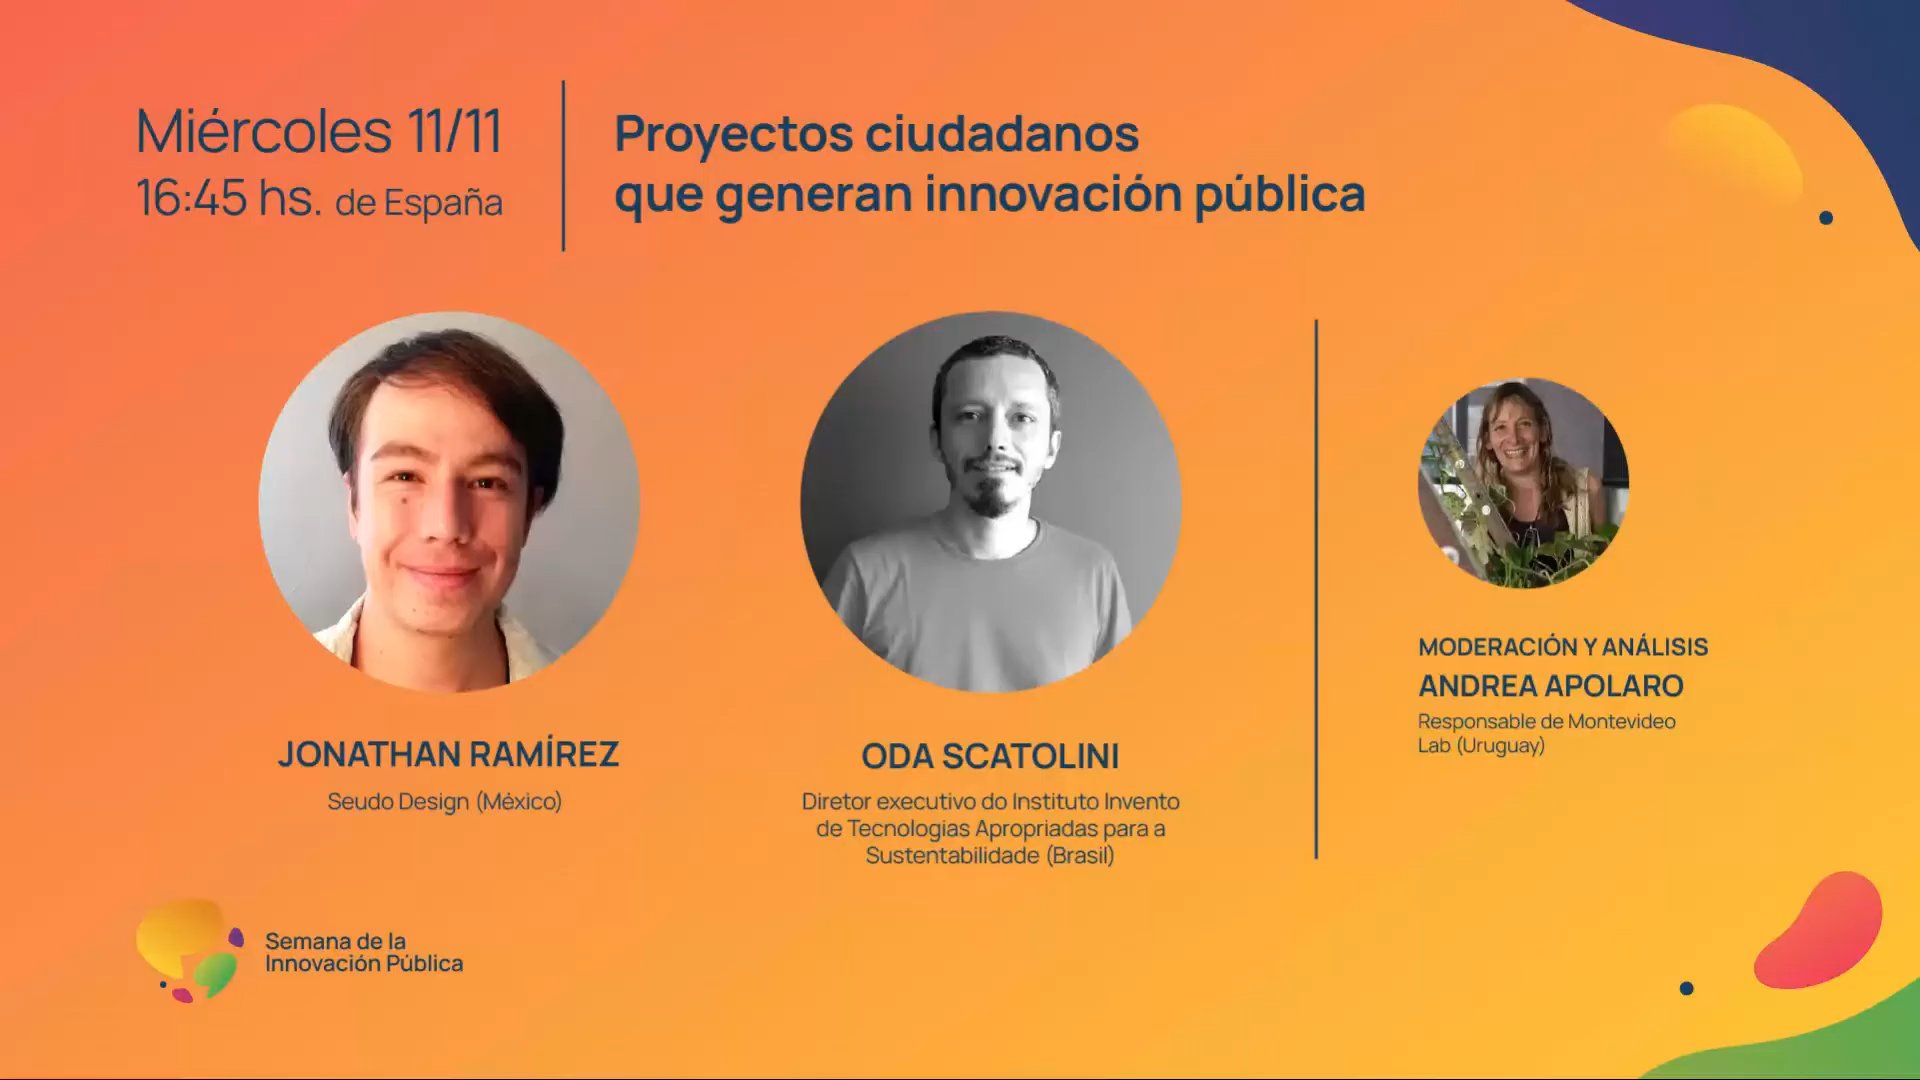 Miércoles 11/11
16:45 hs. de España
Proyectos ciudadanos
que generan innovación pública
JONATHAN RAMÍREZ
Seudo Design (México)
ODA SCATOLINI
Diretor executivo do Instituto Invento
de Tecnologias Apropriadas para a
Sustentabilidade (Brasil)
MODERACIÓN Y ANÁLISIS
ANDREA APOLARO
Responsable de Montevideo
Lab (Uruguay)
Semana de la
Innovación Pública